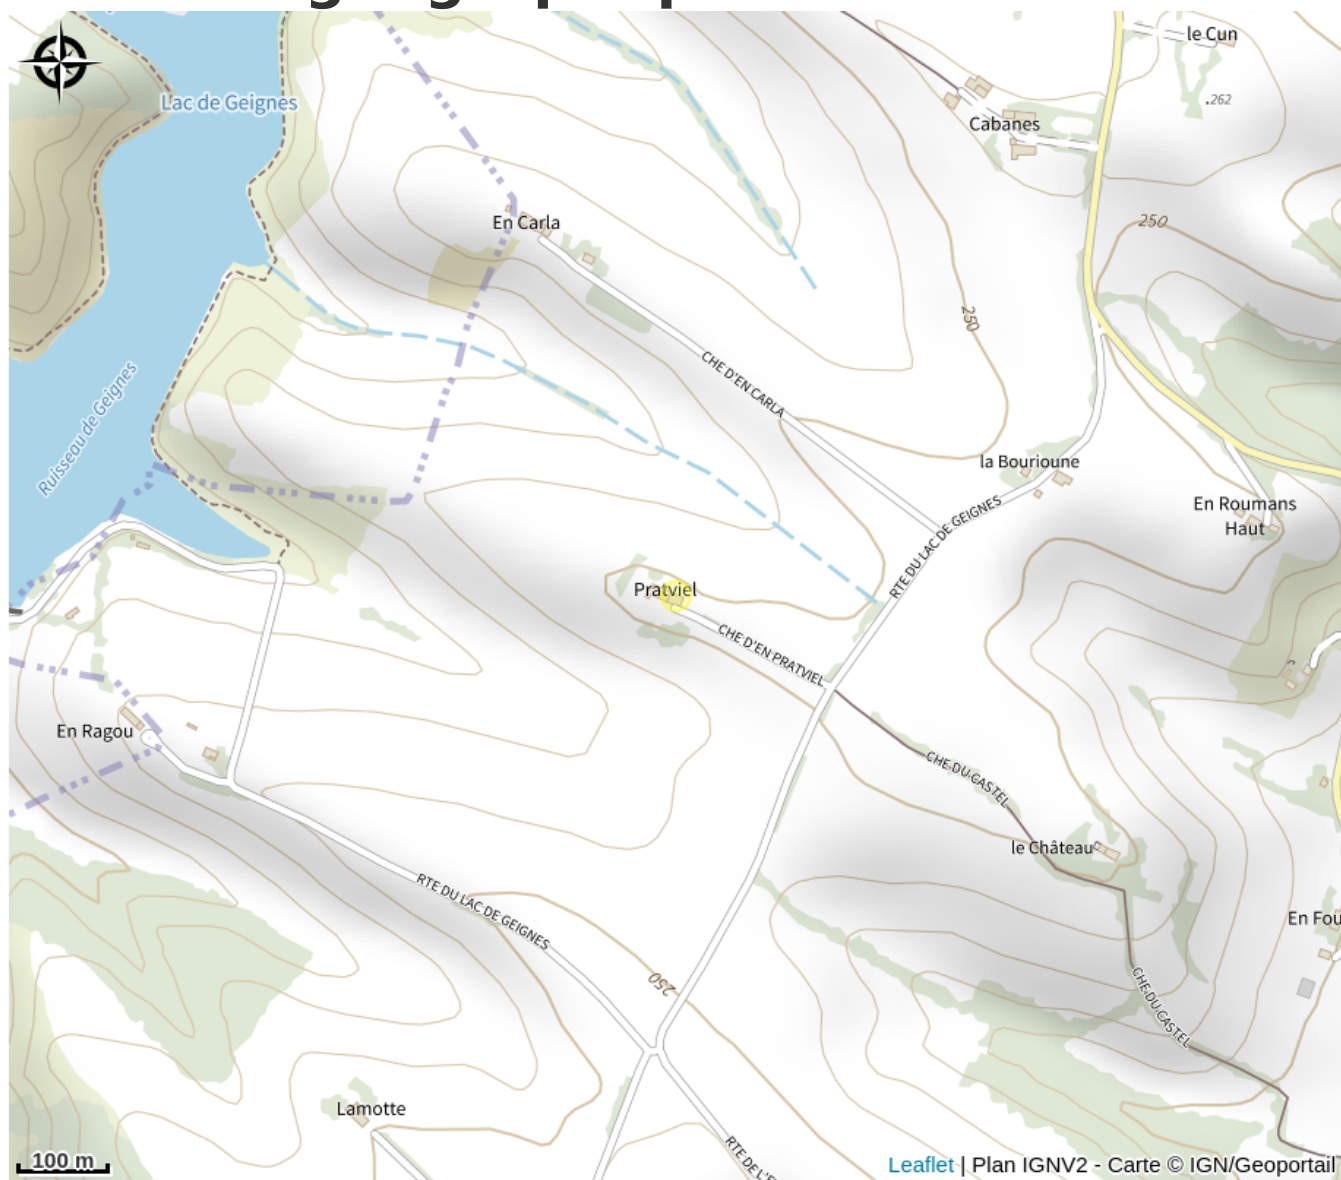 le Cun
Lac de Geignes
.262
Cabanes
En Carla
250
250
CHE D'EN CARLA
Ruisseau de Geignes
la Bourioune
En Roumans
Haut
RTE DU LAC DE GEIGNES
Pratviel
CHE D'EN PRATVIEL
En Ragou
CHE DU CASTEL
le Château
RTE DU LAC DE GEIGNES
En Fou
250
CHE DU CASTEL
Lamotte
RTE DE L'E
100 m
Leaflet | Plan IGNV2 - Carte © IGN/Geoportail